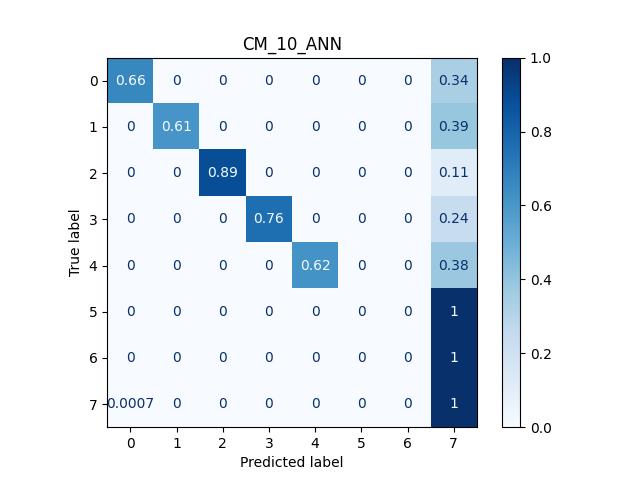 CM_10_ANN
0 0.66 0 0 0 0 0 0 0.34
1 0 0.61 0 0 0 0 0 0.39
2 0 0 0.89 0 0 0 0 0.11
3 0 0 0 0.76 0 0 0 0.24
4 0 0 0 0 0.62 0 0 0.38
5 0 0 0 0 0 0 0 1
6 0 0 0 0 0 0 0 1
7 0.0007 0 0 0 0 0 0 1
0 1 2 3 4 5 6 7
Predicted label
True label
1.0
0.8
0.6
0.4
0.2
0.0